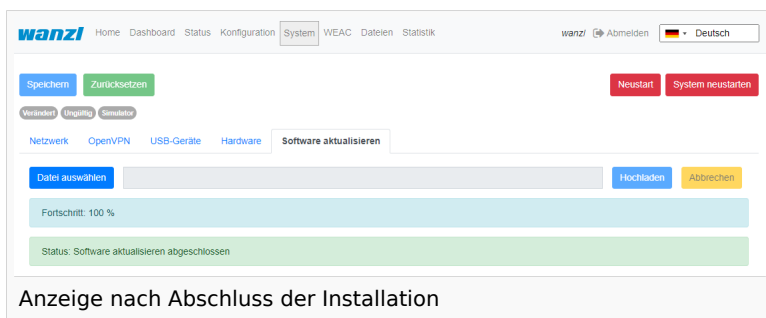 wanzl Home Dashboard Status Konfiguration System WEAC Dateien Statistik wanzl Abmelden Deutsch
Speichern Zurücksetzen Neustart System neustarten
Verändert Ungültig Simulator
Netzwerk OpenVPN USB-Geräte Hardware Software aktualisieren
Datei auswählen Hochladen Abbrechen
Fortschritt: 100 %
Status: Software aktualisieren abgeschlossen
Anzeige nach Abschluss der Installation